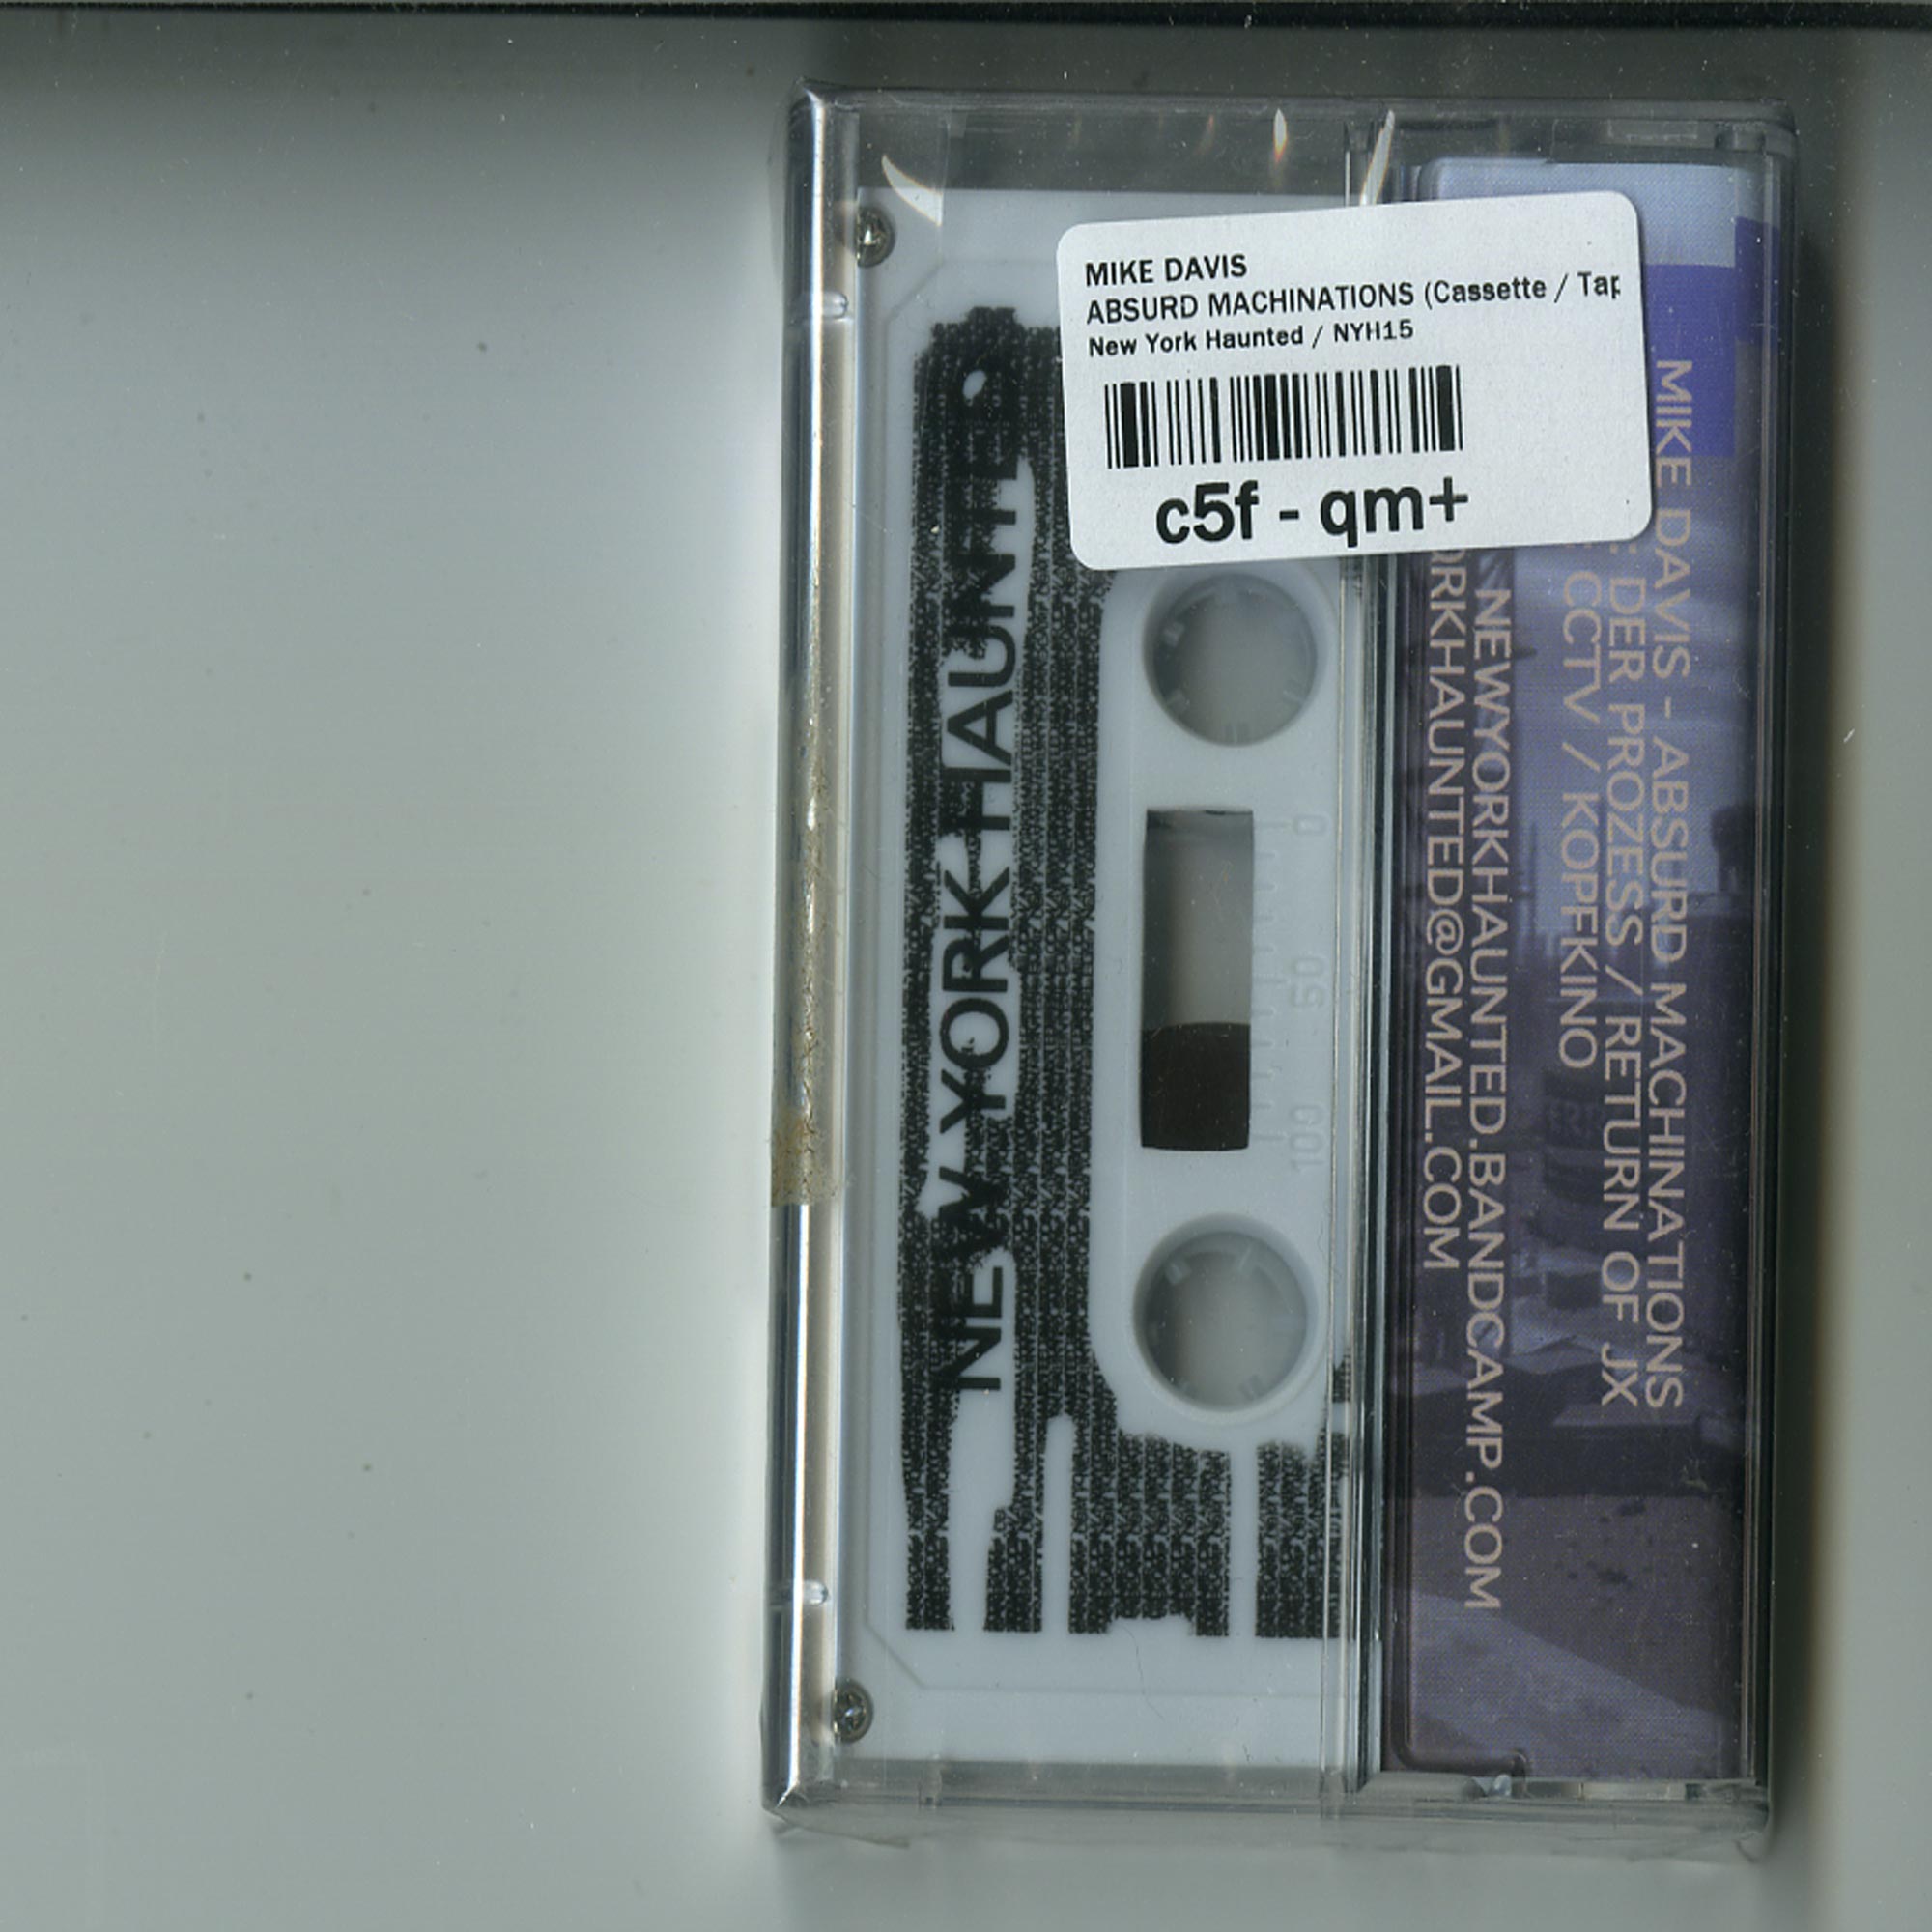 MIKE DAVIS
ABSURD MACHINATIONS (Cassette / Tap
New York Haunted / NYH15
c5f - qm+
NEW YORK HAUNTED
0
50
100
MIKE DAVIS - ABSURD MACHINATIONS
: DER PROZESS / RETURN OF JX
: CCTV / KOPFKINO
NEWYORKHAUNTED.BANDCAMP.COM
ORKHAUNTED@GMAIL.COM